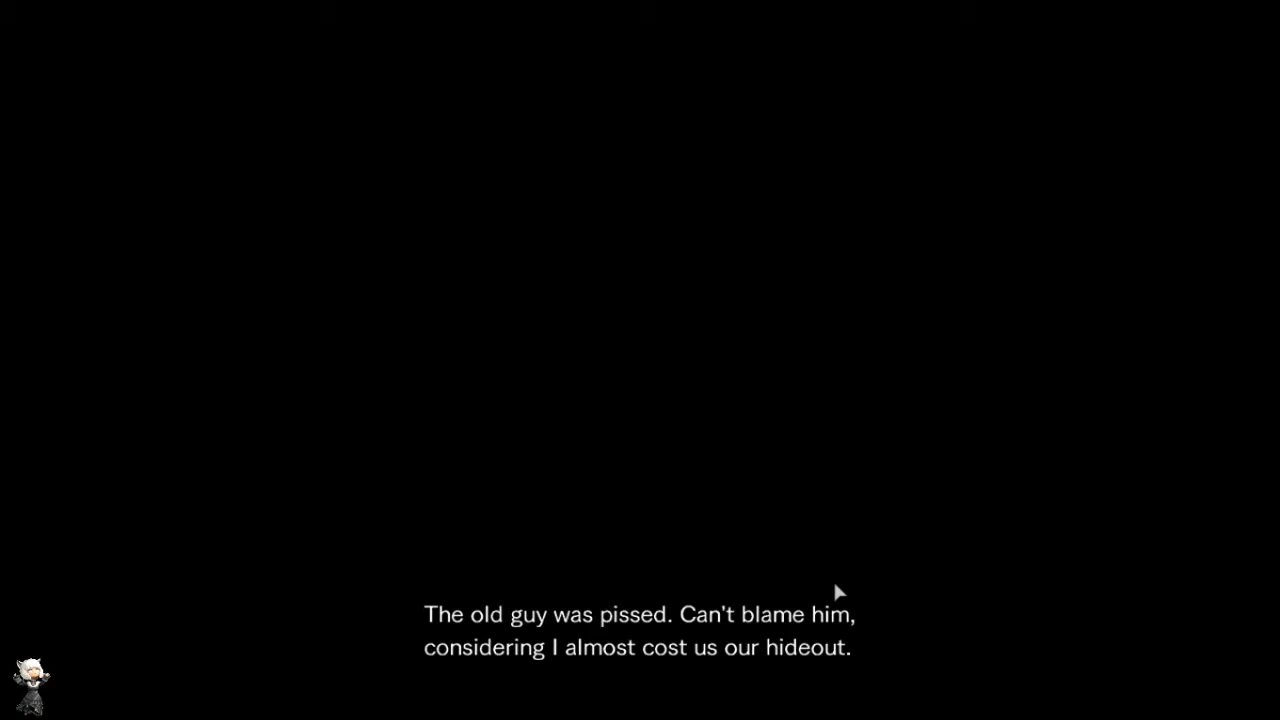 The old guy was pissed. Can't blame him,
considering I almost cost us our hideout.